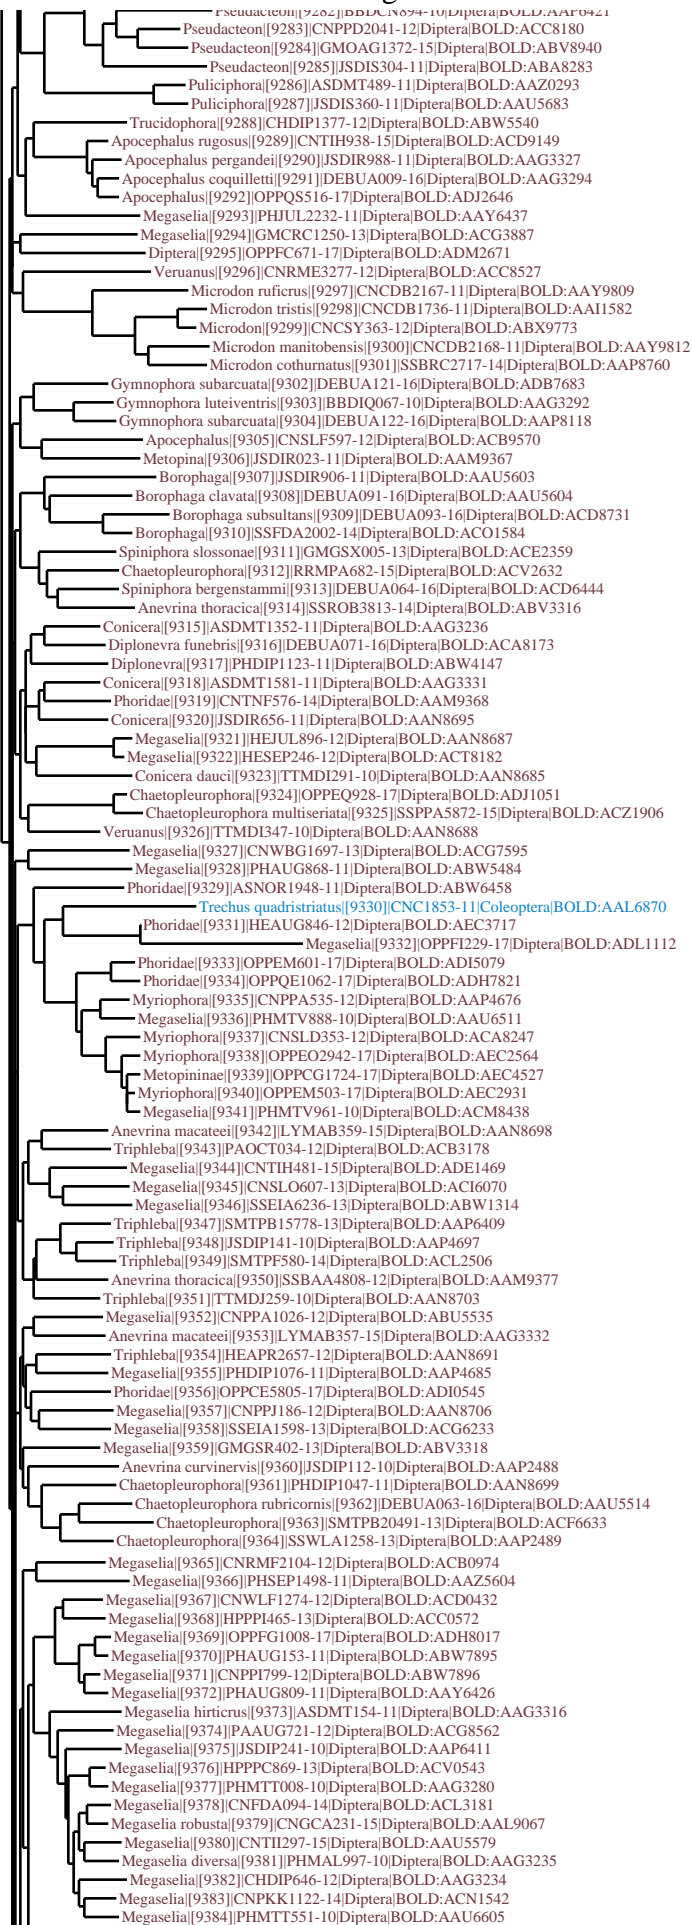 Pseudacteon|[9282]|BBDCN894-10|Diptera|BOLD:AAP6421
Pseudacteon|[9283]|CNPPD2041-12|Diptera|BOLD:ACC8180
Pseudacteon|[9284]|GMOAG1372-15|Diptera|BOLD:ABV8940
Pseudacteon|[9285]|JSDIS304-11|Diptera|BOLD:ABA8283
Puliciphora|[9286]|ASDMT489-11|Diptera|BOLD:AAZ0293
Puliciphora|[9287]|JSDIS360-11|Diptera|BOLD:AAU5683
Trucidophora|[9288]|CHDIP1377-12|Diptera|BOLD:ABW5540
Apocephalus rugosus|[9289]|CNTIH938-15|Diptera|BOLD:ACD9149
Apocephalus pergandei|[9290]|JSDIR988-11|Diptera|BOLD:AAG3327
Apocephalus coquilletti|[9291]|DEBUA009-16|Diptera|BOLD:AAG3294
Apocephalus|[9292]|OPPQS516-17|Diptera|BOLD:ADJ2646
Megaselia|[9293]|PHJUL2232-11|Diptera|BOLD:AAY6437
Megaselia|[9294]|GMCRC1250-13|Diptera|BOLD:ACG3887
Diptera|[9295]|OPPFC671-17|Diptera|BOLD:ADM2671
Veruanus|[9296]|CNRME3277-12|Diptera|BOLD:ACC8527
Microdon ruficrus|[9297]|CNCDB2167-11|Diptera|BOLD:AAY9809
Microdon tristis|[9298]|CNCDB1736-11|Diptera|BOLD:AAI1582
Microdon|[9299]|CNCSY363-12|Diptera|BOLD:ABX9773
Microdon manitobensis|[9300]|CNCDB2168-11|Diptera|BOLD:AAY9812
Microdon cothurnatus|[9301]|SSBRC2717-14|Diptera|BOLD:AAP8760
Gymnophora subarcuata|[9302]|DEBUA121-16|Diptera|BOLD:ADB7683
Gymnophora luteiventris|[9303]|BBDIQ067-10|Diptera|BOLD:AAG3292
Gymnophora subarcuata|[9304]|DEBUA122-16|Diptera|BOLD:AAP8118
Apocephalus|[9305]|CNSLF597-12|Diptera|BOLD:ACB9570
Metopina|[9306]|JSDIR023-11|Diptera|BOLD:AAM9367
Borophaga|[9307]|JSDIR906-11|Diptera|BOLD:AAU5603
Borophaga clavata|[9308]|DEBUA091-16|Diptera|BOLD:AAU5604
Borophaga subsultans|[9309]|DEBUA093-16|Diptera|BOLD:ACD8731
Borophaga|[9310]|SSFDA2002-14|Diptera|BOLD:ACO1584
Spiniphora slossonae|[9311]|GMGSX005-13|Diptera|BOLD:ACE2359
Chaetopleurophora|[9312]|RRMPA682-15|Diptera|BOLD:ACV2632
Spiniphora bergenstammi|[9313]|DEBUA064-16|Diptera|BOLD:ACD6444
Anevrina thoracica|[9314]|SSROB3813-14|Diptera|BOLD:ABV3316
Conicera|[9315]|ASDMT1352-11|Diptera|BOLD:AAG3236
Diplonevra funebris|[9316]|DEBUA071-16|Diptera|BOLD:ACA8173
Diplonevra|[9317]|PHDIP1123-11|Diptera|BOLD:ABW4147
Conicera|[9318]|ASDMT1581-11|Diptera|BOLD:AAG3331
Phoridae|[9319]|CNTNF576-14|Diptera|BOLD:AAM9368
Conicera|[9320]|JSDIR656-11|Diptera|BOLD:AAN8695
Megaselia|[9321]|HEJUL896-12|Diptera|BOLD:AAN8687
Megaselia|[9322]|HESEP246-12|Diptera|BOLD:ACT8182
Conicera dauci|[9323]|TTMDI291-10|Diptera|BOLD:AAN8685
Chaetopleurophora|[9324]|OPPEQ928-17|Diptera|BOLD:ADJ1051
Chaetopleurophora multiseriata|[9325]|SSPPA5872-15|Diptera|BOLD:ACZ1906
Veruanus|[9326]|TTMDI347-10|Diptera|BOLD:AAN8688
Megaselia|[9327]|CNWBG1697-13|Diptera|BOLD:ACG7595
Megaselia|[9328]|PHAUG868-11|Diptera|BOLD:ABW5484
Phoridae|[9329]|ASNOR1948-11|Diptera|BOLD:ABW6458
Trechus quadristriatus|[9330]|CNC1853-11|Coleoptera|BOLD:AAL6870
Phoridae|[9331]|HEAUG846-12|Diptera|BOLD:AEC3717
Megaselia|[9332]|OPPFI229-17|Diptera|BOLD:ADL1112
Phoridae|[9333]|OPPEM601-17|Diptera|BOLD:ADI5079
Phoridae|[9334]|OPPQE1062-17|Diptera|BOLD:ADH7821
Myriophora|[9335]|CNPPA535-12|Diptera|BOLD:AAP4676
Megaselia|[9336]|PHMTV888-10|Diptera|BOLD:AAU6511
Myriophora|[9337]|CNSLD353-12|Diptera|BOLD:ACA8247
Myriophora|[9338]|OPPEO2942-17|Diptera|BOLD:AEC2564
Metopininae|[9339]|OPPCG1724-17|Diptera|BOLD:AEC4527
Myriophora|[9340]|OPPEM503-17|Diptera|BOLD:AEC2931
Megaselia|[9341]|PHMTV961-10|Diptera|BOLD:ACM8438
Anevrina macateei|[9342]|LYMAB359-15|Diptera|BOLD:AAN8698
Triphleba|[9343]|PAOCT034-12|Diptera|BOLD:ACB3178
Megaselia|[9344]|CNTIH481-15|Diptera|BOLD:ADE1469
Megaselia|[9345]|CNSLO607-13|Diptera|BOLD:ACI6070
Megaselia|[9346]|SSEIA6236-13|Diptera|BOLD:ABW1314
Triphleba|[9347]|SMTPB15778-13|Diptera|BOLD:AAP6409
Triphleba|[9348]|JSDIP141-10|Diptera|BOLD:AAP4697
Triphleba|[9349]|SMTPF580-14|Diptera|BOLD:ACL2506
Anevrina thoracica|[9350]|SSBAA4808-12|Diptera|BOLD:AAM9377
Triphleba|[9351]|TTMDJ259-10|Diptera|BOLD:AAN8703
Megaselia|[9352]|CNPPA1026-12|Diptera|BOLD:ABU5535
Anevrina macateei|[9353]|LYMAB357-15|Diptera|BOLD:AAG3332
Triphleba|[9354]|HEAPR2657-12|Diptera|BOLD:AAN8691
Megaselia|[9355]|PHDIP1076-11|Diptera|BOLD:AAP4685
Phoridae|[9356]|OPPCE5805-17|Diptera|BOLD:ADI0545
Megaselia|[9357]|CNPPJ186-12|Diptera|BOLD:AAN8706
Megaselia|[9358]|SSEIA1598-13|Diptera|BOLD:ACG6233
Megaselia|[9359]|GMGSR402-13|Diptera|BOLD:ABV3318
Anevrina curvinervis|[9360]|JSDIP112-10|Diptera|BOLD:AAP2488
Chaetopleurophora|[9361]|PHDIP1047-11|Diptera|BOLD:AAN8699
Chaetopleurophora rubricornis|[9362]|DEBUA063-16|Diptera|BOLD:AAU5514
Chaetopleurophora|[9363]|SMTPB20491-13|Diptera|BOLD:ACF6633
Chaetopleurophora|[9364]|SSWLA1258-13|Diptera|BOLD:AAP2489
Megaselia|[9365]|CNRMF2104-12|Diptera|BOLD:ACB0974
Megaselia|[9366]|PHSEP1498-11|Diptera|BOLD:AAZ5604
Megaselia|[9367]|CNWLF1274-12|Diptera|BOLD:ACD0432
Megaselia|[9368]|HPPPI465-13|Diptera|BOLD:ACC0572
Megaselia|[9369]|OPPFG1008-17|Diptera|BOLD:ADH8017
Megaselia|[9370]|PHAUG153-11|Diptera|BOLD:ABW7895
Megaselia|[9371]|CNPPI799-12|Diptera|BOLD:ABW7896
Megaselia|[9372]|PHAUG809-11|Diptera|BOLD:AAY6426
Megaselia hirticrus|[9373]|ASDMT154-11|Diptera|BOLD:AAG3316
Megaselia|[9374]|PAAUG721-12|Diptera|BOLD:ACG8562
Megaselia|[9375]|JSDIP241-10|Diptera|BOLD:AAP6411
Megaselia|[9376]|HPPPC869-13|Diptera|BOLD:ACV0543
Megaselia|[9377]|PHMTT008-10|Diptera|BOLD:AAG3280
Megaselia|[9378]|CNFDA094-14|Diptera|BOLD:ACL3181
Megaselia robusta|[9379]|CNGCA231-15|Diptera|BOLD:AAL9067
Megaselia|[9380]|CNTII297-15|Diptera|BOLD:AAU5579
Megaselia diversa|[9381]|PHMAL997-10|Diptera|BOLD:AAG3235
Megaselia|[9382]|CHDIP646-12|Diptera|BOLD:AAG3234
Megaselia|[9383]|CNPKK1122-14|Diptera|BOLD:ACN1542
Megaselia|[9384]|PHMTT551-10|Diptera|BOLD:AAU6605